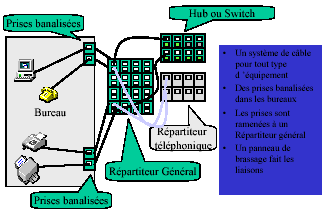 Prises banalisées
Hub ou Switch
Bureau
Répartiteur
téléphonique
Répartiteur Général
Prises banalisées
• Un système de câble
pour tout type
d 'équipement
• Des prises banalisées
dans les bureaux
• Les prises sont
ramenées à un
Répartiteur général
• Un panneau de
brassage fait les
liaisons